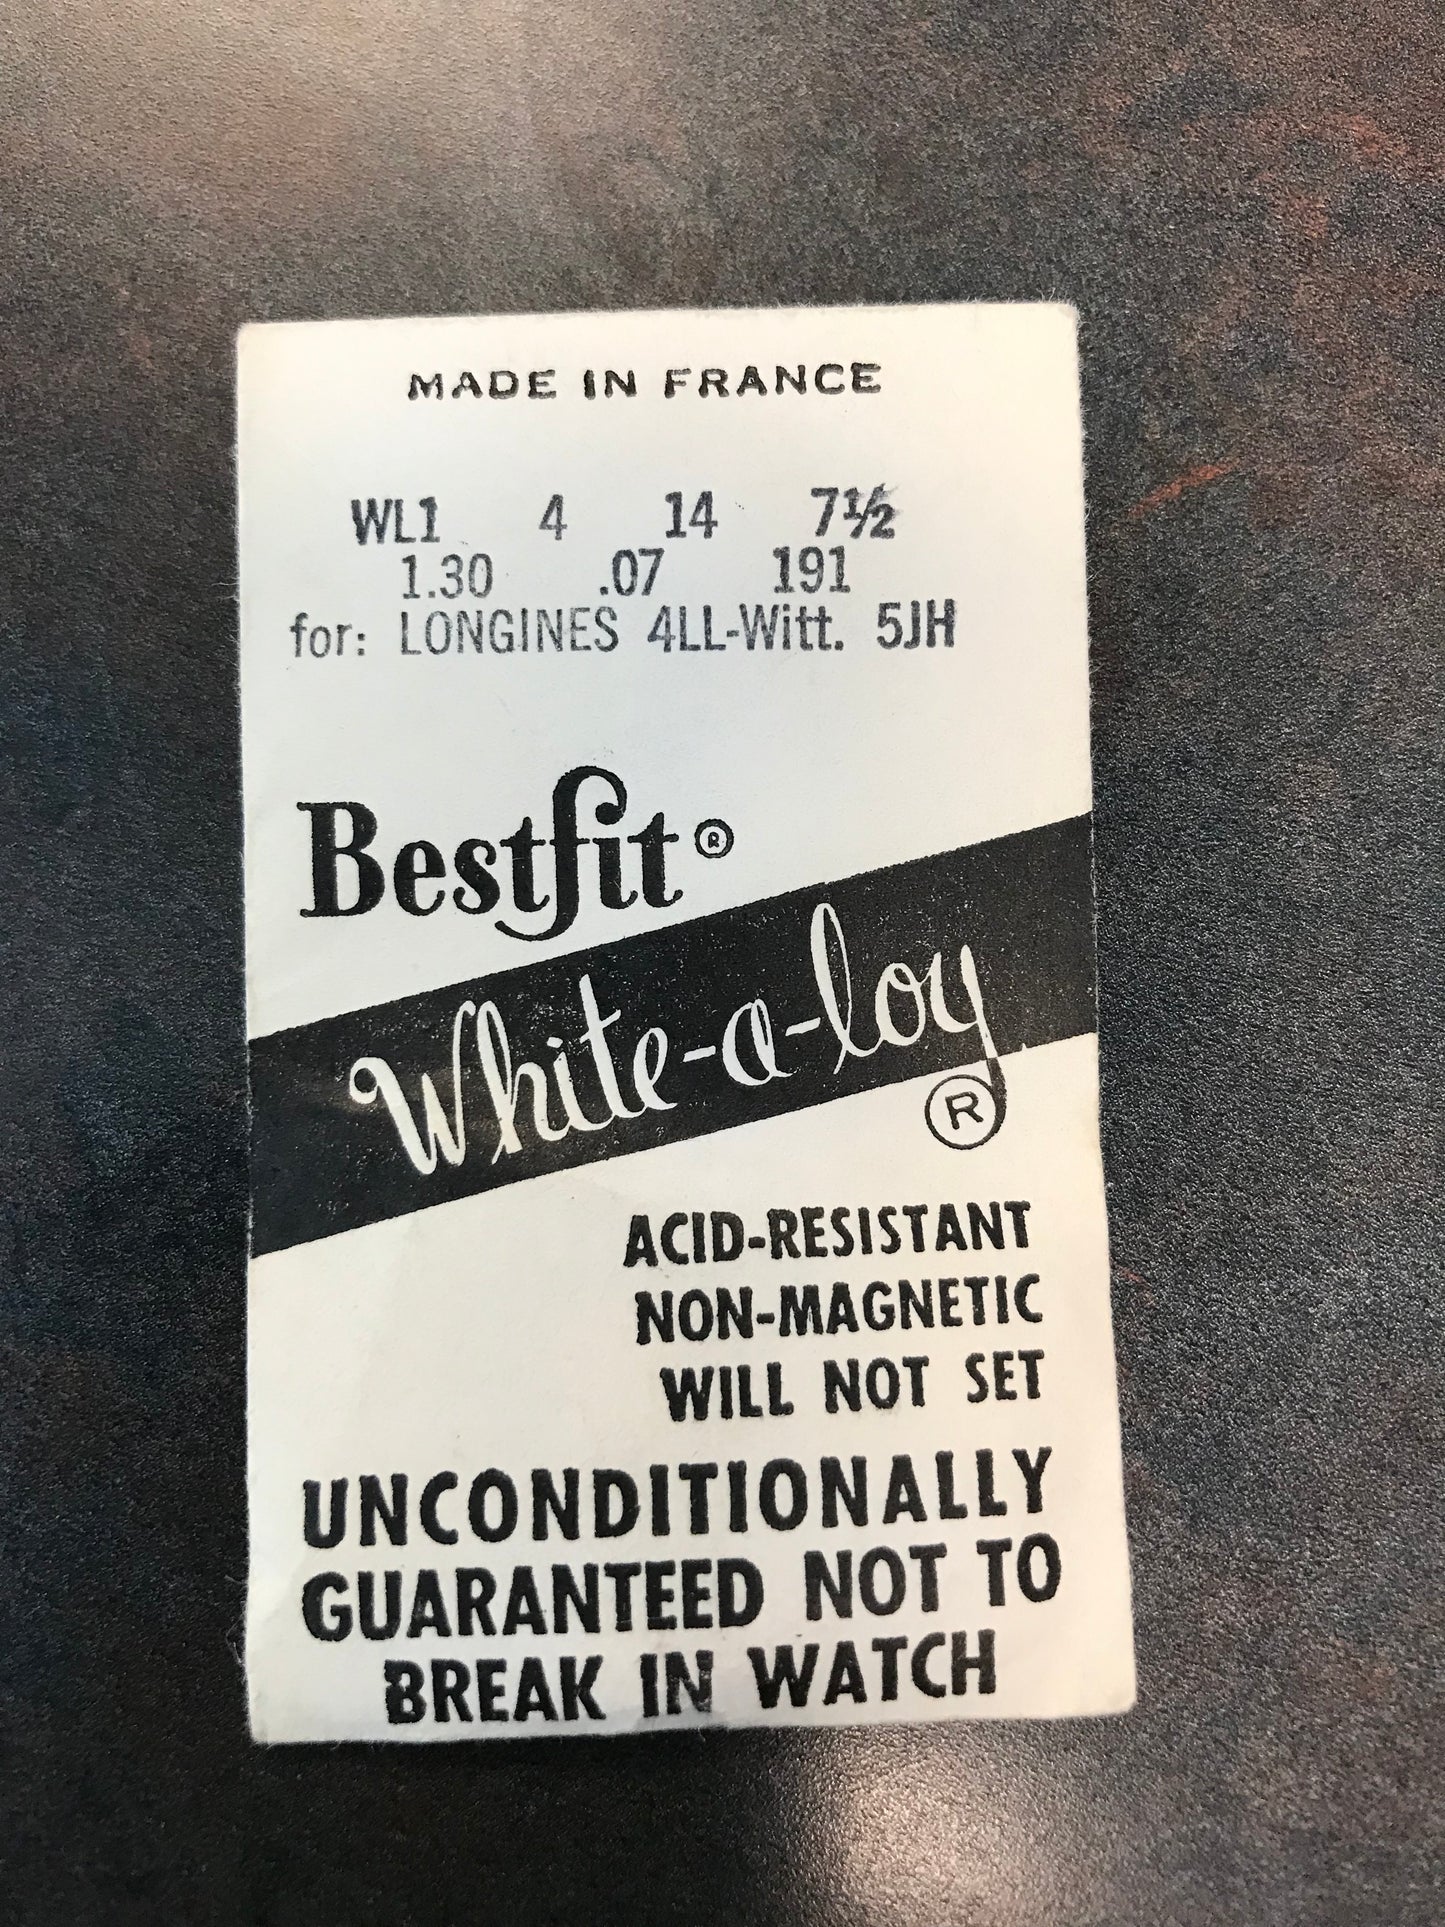 MADE IN FRANCE
WL1 4 14 7½
1.30 .07 191
for: LONGINES 4LL-Witt. 5JH
Bestfit®
White-a-loy
®
ACID-RESISTANT
NON-MAGNETIC
WILL NOT SET
UNCONDITIONALLY
GUARANTEED NOT TO
BREAK IN WATCH